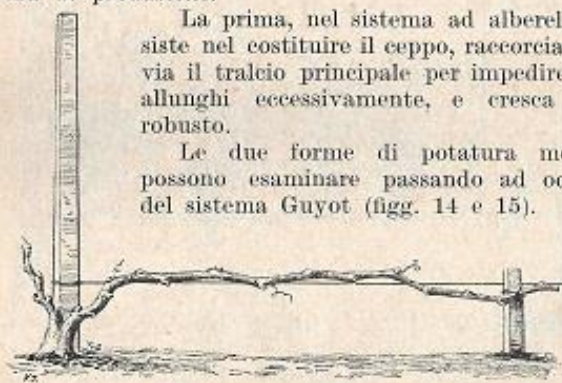 La prima, nel sistema ad alberel
siste nel costituire il ceppo, raccorcia
via il tralcio principale per impedire
allunghi eccessivamente, e cresca
robusto.
Le due forme di potatura me
possono esaminare passando ad oc
del sistema Guyot (figg. 14 e 15).